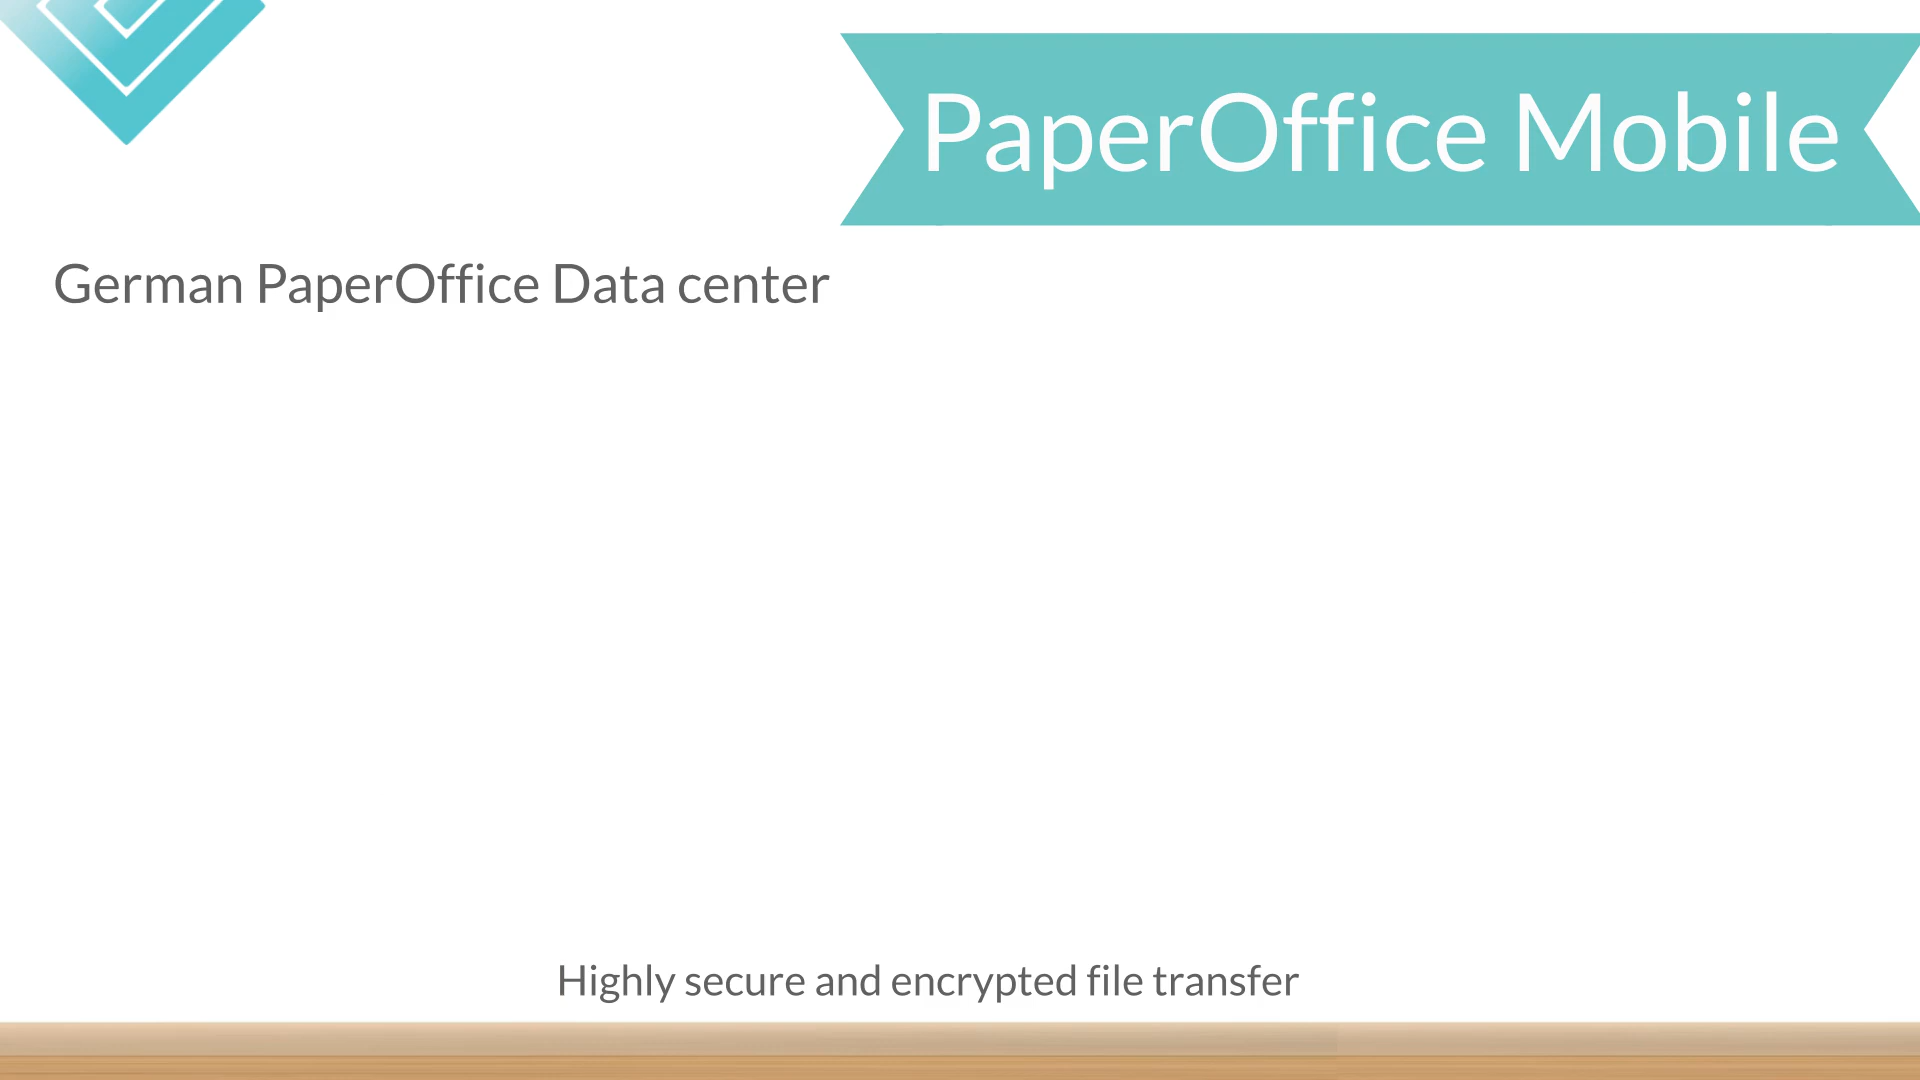 PaperOffice Mobile
German PaperOffice Data center
Highly secure and encrypted file transfer